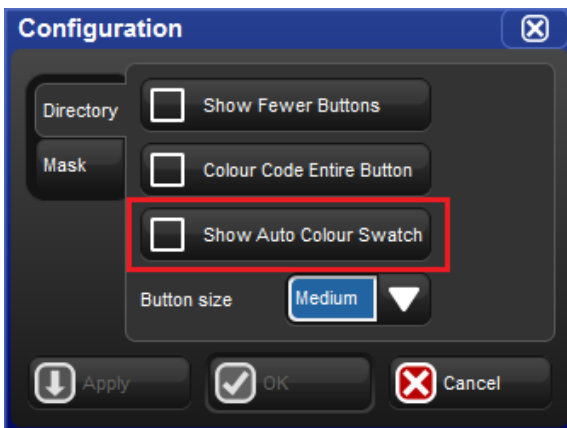 Configuration
Directory
Mask
Show Fewer Buttons
Colour Code Entire Button
Show Auto Colour Swatch
Button size
Medium
Apply
OK
Cancel